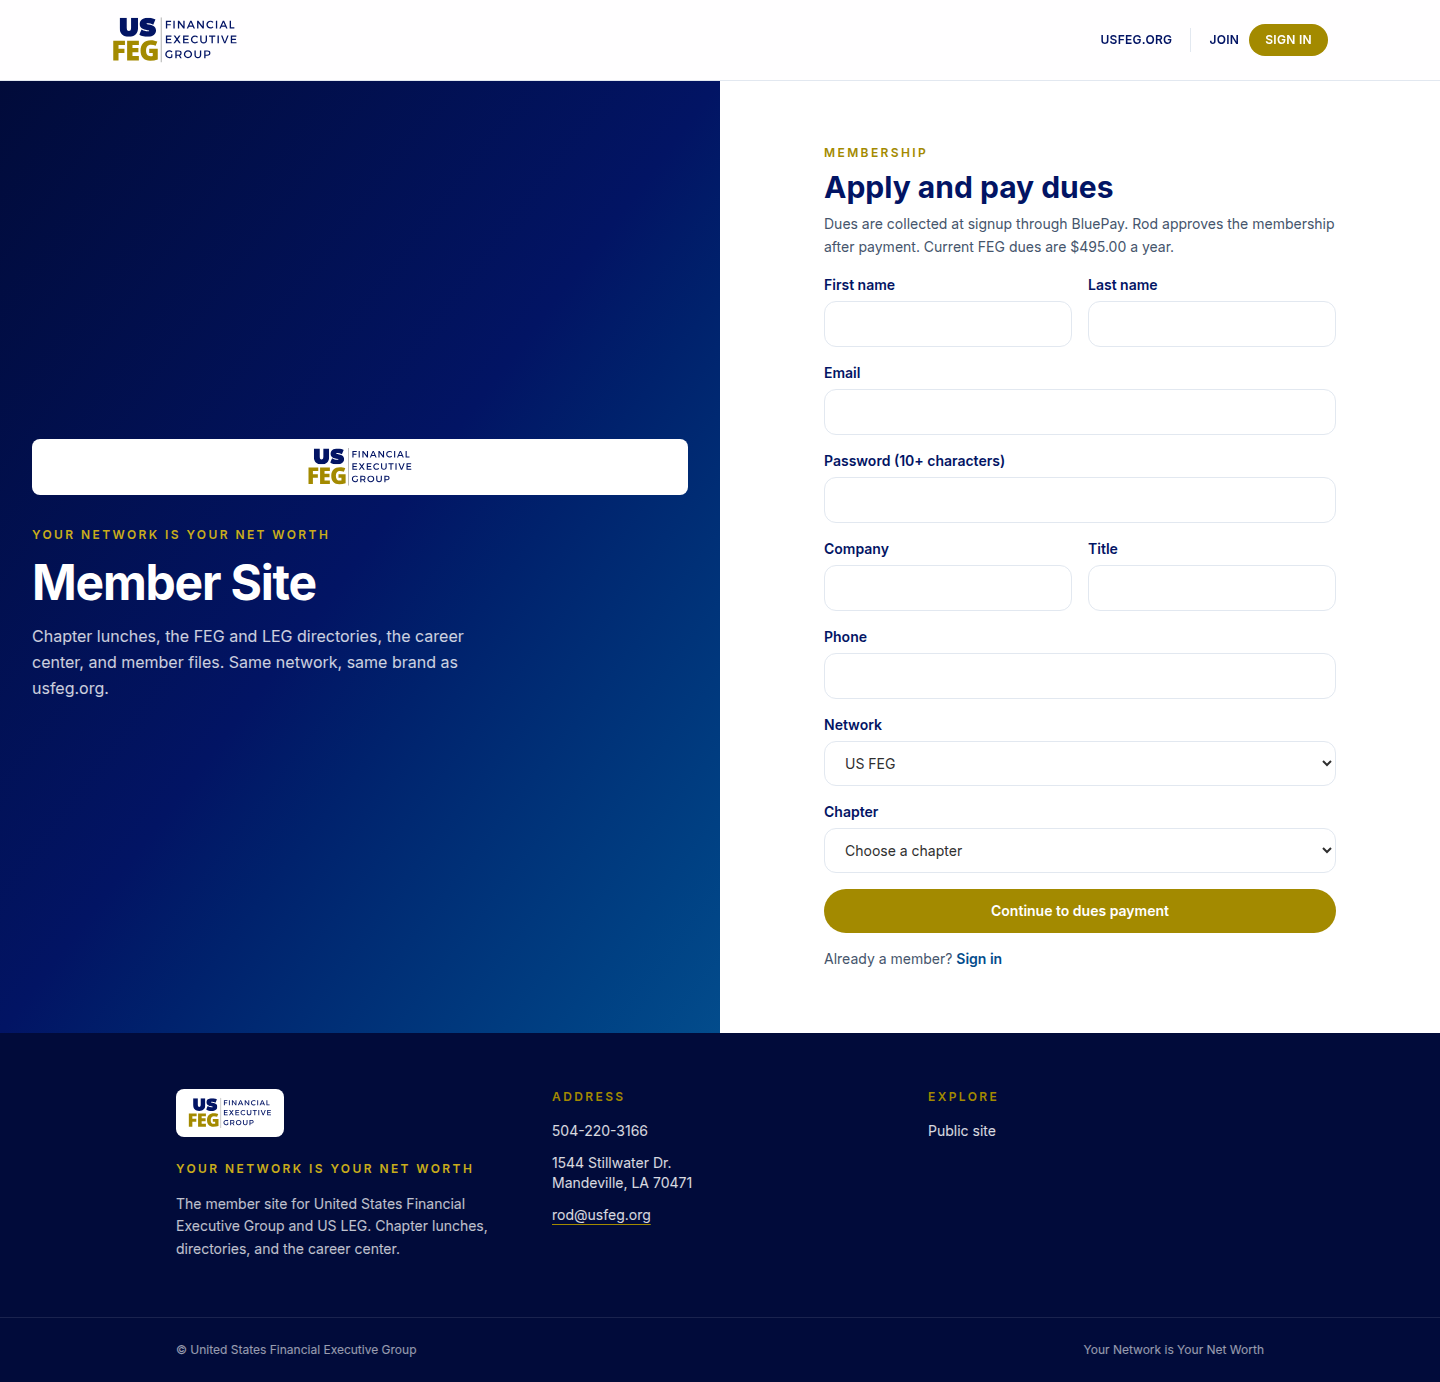 US FEG FINANCIAL EXECUTIVE GROUP
USFEG.ORG
JOIN
SIGN IN
US FEG FINANCIAL EXECUTIVE GROUP
YOUR NETWORK IS YOUR NET WORTH
Member Site
Chapter lunches, the FEG and LEG directories, the career
center, and member files. Same network, same brand as
usfeg.org.
MEMBERSHIP
Apply and pay dues
Dues are collected at signup through BluePay. Rod approves the membership
after payment. Current FEG dues are $495.00 a year.
First name
Last name
Email
Password (10+ characters)
Company
Title
Phone
Network
US FEG
Chapter
Choose a chapter
Continue to dues payment
Already a member? Sign in
US FEG FINANCIAL EXECUTIVE GROUP
YOUR NETWORK IS YOUR NET WORTH
The member site for United States Financial
Executive Group and US LEG. Chapter lunches,
directories, and the career center.
ADDRESS
504-220-3166
1544 Stillwater Dr.
Mandeville, LA 70471
rod@usfeg.org
EXPLORE
Public site
© United States Financial Executive Group
Your Network is Your Net Worth